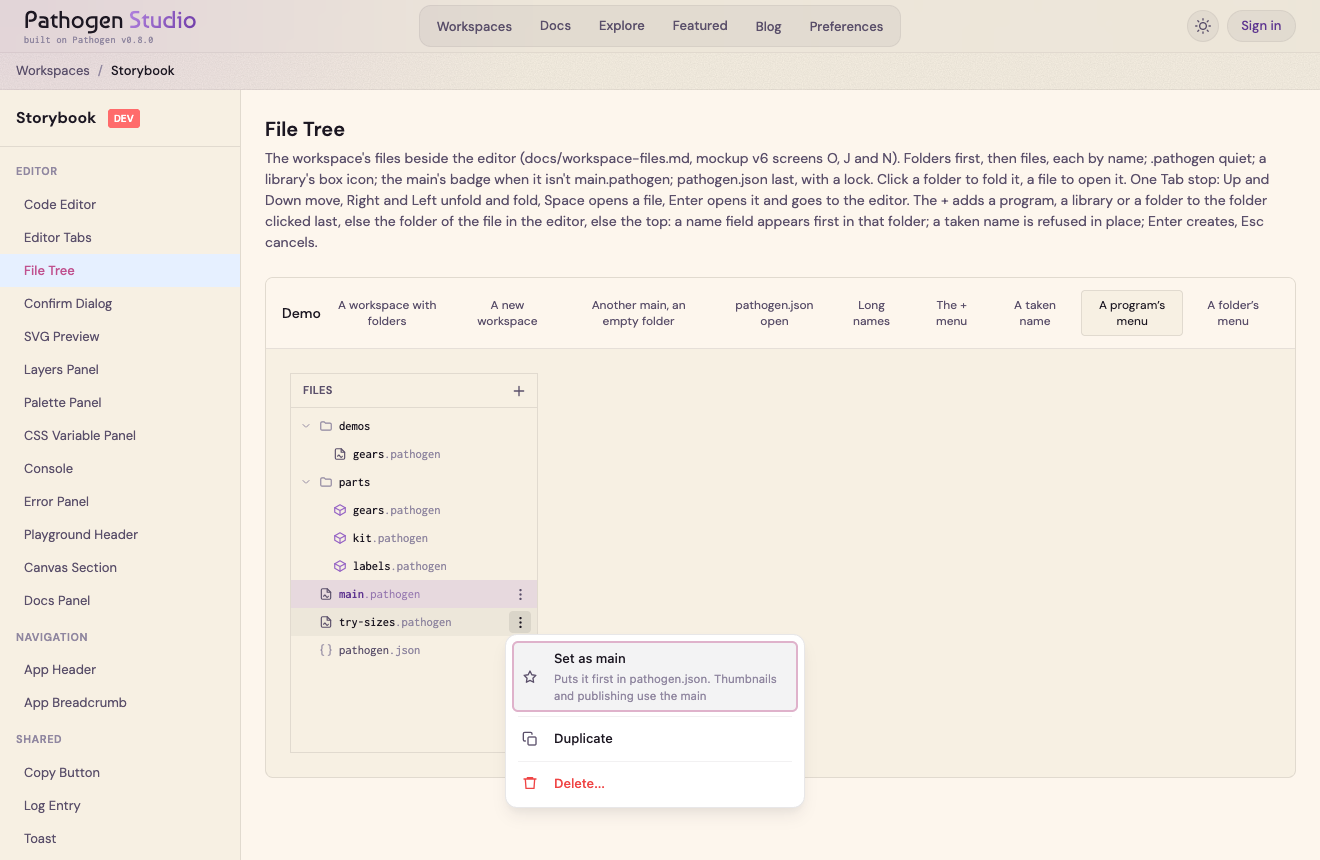 Pathogen Studio
built on Pathogen v0.8.0
Workspaces Docs Explore Featured Blog Preferences
Sign in
Workspaces / Storybook
Storybook DEV
EDITOR
Code Editor
Editor Tabs
File Tree
Confirm Dialog
SVG Preview
Layers Panel
Palette Panel
CSS Variable Panel
Console
Error Panel
Playground Header
Canvas Section
Docs Panel
NAVIGATION
App Header
App Breadcrumb
SHARED
Copy Button
Log Entry
Toast
File Tree
The workspace's files beside the editor (docs/workspace-files.md, mockup v6 screens O, J and N). Folders first, then files, each by name; .pathogen quiet; a
library's box icon; the main's badge when it isn't main.pathogen; pathogen.json last, with a lock. Click a folder to fold it, a file to open it. One Tab stop: Up and
Down move, Right and Left unfold and fold, Space opens a file, Enter opens it and goes to the editor. The + adds a program, a library or a folder to the folder
clicked last, else the folder of the file in the editor, else the top: a name field appears first in that folder; a taken name is refused in place; Enter creates, Esc
cancels.
Demo
A workspace with
folders
A new
workspace
Another main, an
empty folder
pathogen.json
open
Long
names
The +
menu
A taken
name
A program's
menu
A folder's
menu
FILES
demos
gears.pathogen
parts
gears.pathogen
kit.pathogen
labels.pathogen
main.pathogen
try-sizes.pathogen
{} pathogen.json
Set as main
Puts it first in pathogen.json. Thumbnails
and publishing use the main
Duplicate
Delete...